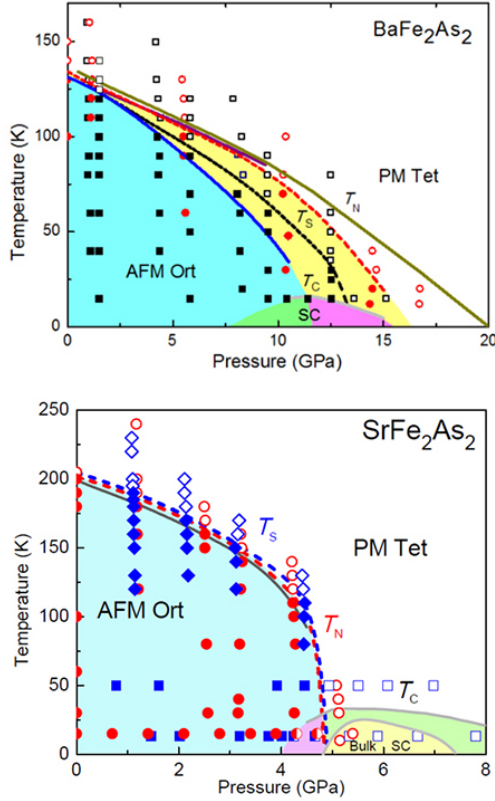 BaFe2As2
150
100
50
0
Temperature (K)
PM Tet
TN
TS
AFM Ort
TC
SC
0
5
10
15
20
Pressure (GPa)
SrFe2As2
250
200
150
100
50
0
Temperature (K)
TS
PM Tet
AFM Ort
TN
TC
Bulk SC
0
2
4
6
8
Pressure (GPa)